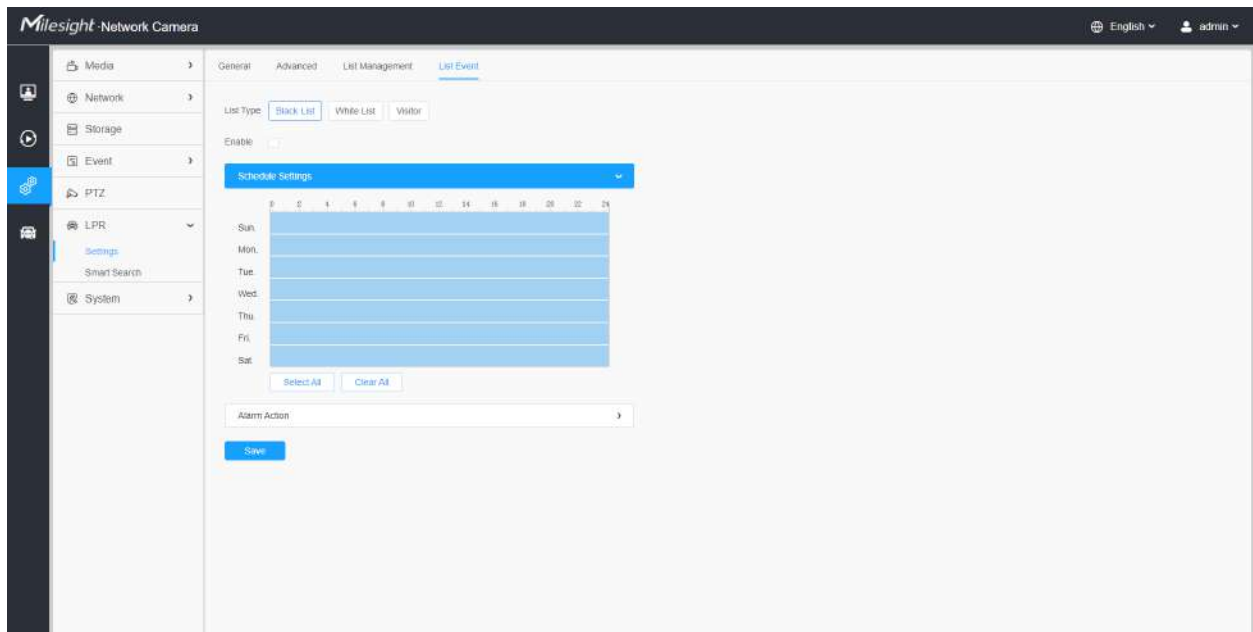 Milesight-Network Camera
English
admin
Media
Network
Storage
Event
PTZ
LPR
Settings
Smart Search
System
General Advanced List Management List Event
List Type Black List White List Visitor
Enable
Schedule Settings
0 2 4 6 8 10 12 14 16 18 20 22 24
Sun.
Mon.
Tue.
Wed.
Thu.
Fri.
Sat.
Select All Clear All
Alarm Action
Save